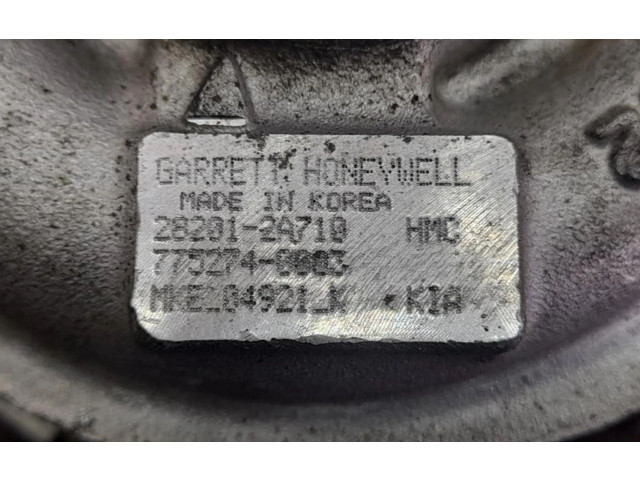 GARRETT HONEYWELL
MADE IN KOREA
28201-2A710 HMC
775274-0003
KIA